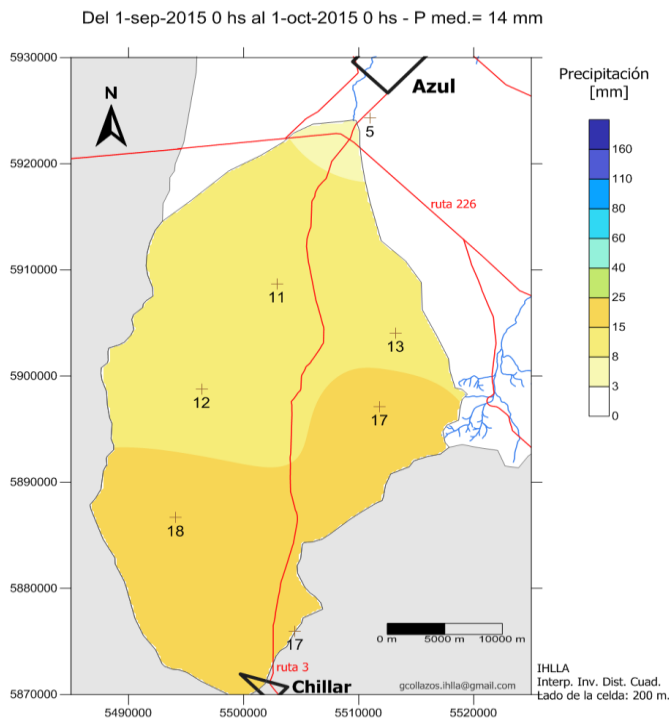 Del 1-sep-2015 0 hs al 1-oct-2015 0 hs - P med.= 14 mm
5930000
5920000
5910000
5900000
5890000
5880000
5870000
5490000
5500000
5510000
5520000
N
Azul
5
ruta 226
11
13
12
17
18
17
ruta 3
Chillar
0 m 5000 m 10000 m
gcollazos.ihlla@gmail.com
Precipitación
[mm]
160
110
80
60
40
25
15
8
3
0
IHLLA
Interp. Inv. Dist. Cuad.
Lado de la celda: 200 m.